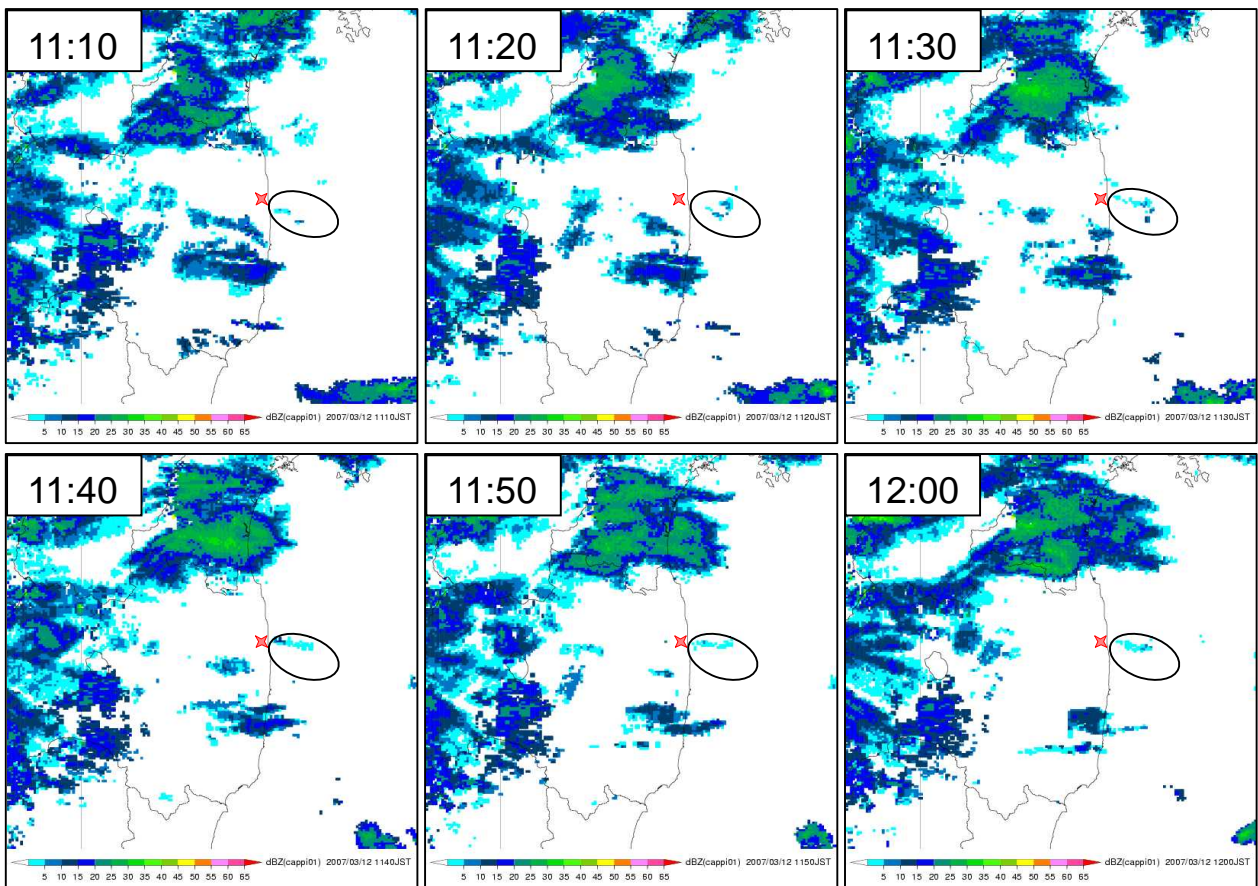 11:10
11:20
11:30
dBZ(cappi01) 2007/03/12 1110JST
5 10 15 20 25 30 35 40 45 50 55 60 65
dBZ(cappi01) 2007/03/12 1120JST
5 10 15 20 25 30 35 40 45 50 55 60 65
dBZ(cappi01) 2007/03/12 1130JST
5 10 15 20 25 30 35 40 45 50 55 60 65
11:40
11:50
12:00
dBZ(cappi01) 2007/03/12 1140JST
5 10 15 20 25 30 35 40 45 50 55 60 65
dBZ(cappi01) 2007/03/12 1150JST
5 10 15 20 25 30 35 40 45 50 55 60 65
dBZ(cappi01) 2007/03/12 1200JST
5 10 15 20 25 30 35 40 45 50 55 60 65